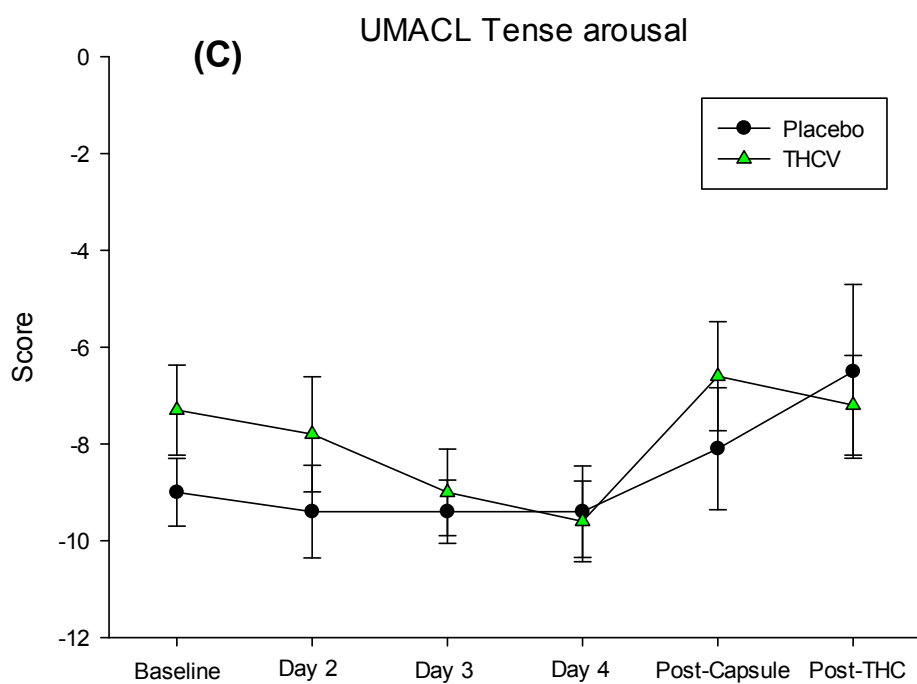 UMACL Tense arousal
(C)
Placebo
THCV
Score
0
-2
-4
-6
-8
-10
-12
Baseline
Day 2
Day 3
Day 4
Post-Capsule
Post-THC